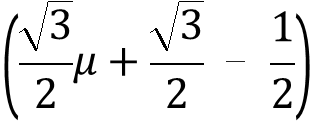 (√3/2 μ + √3/2 – 1/2)